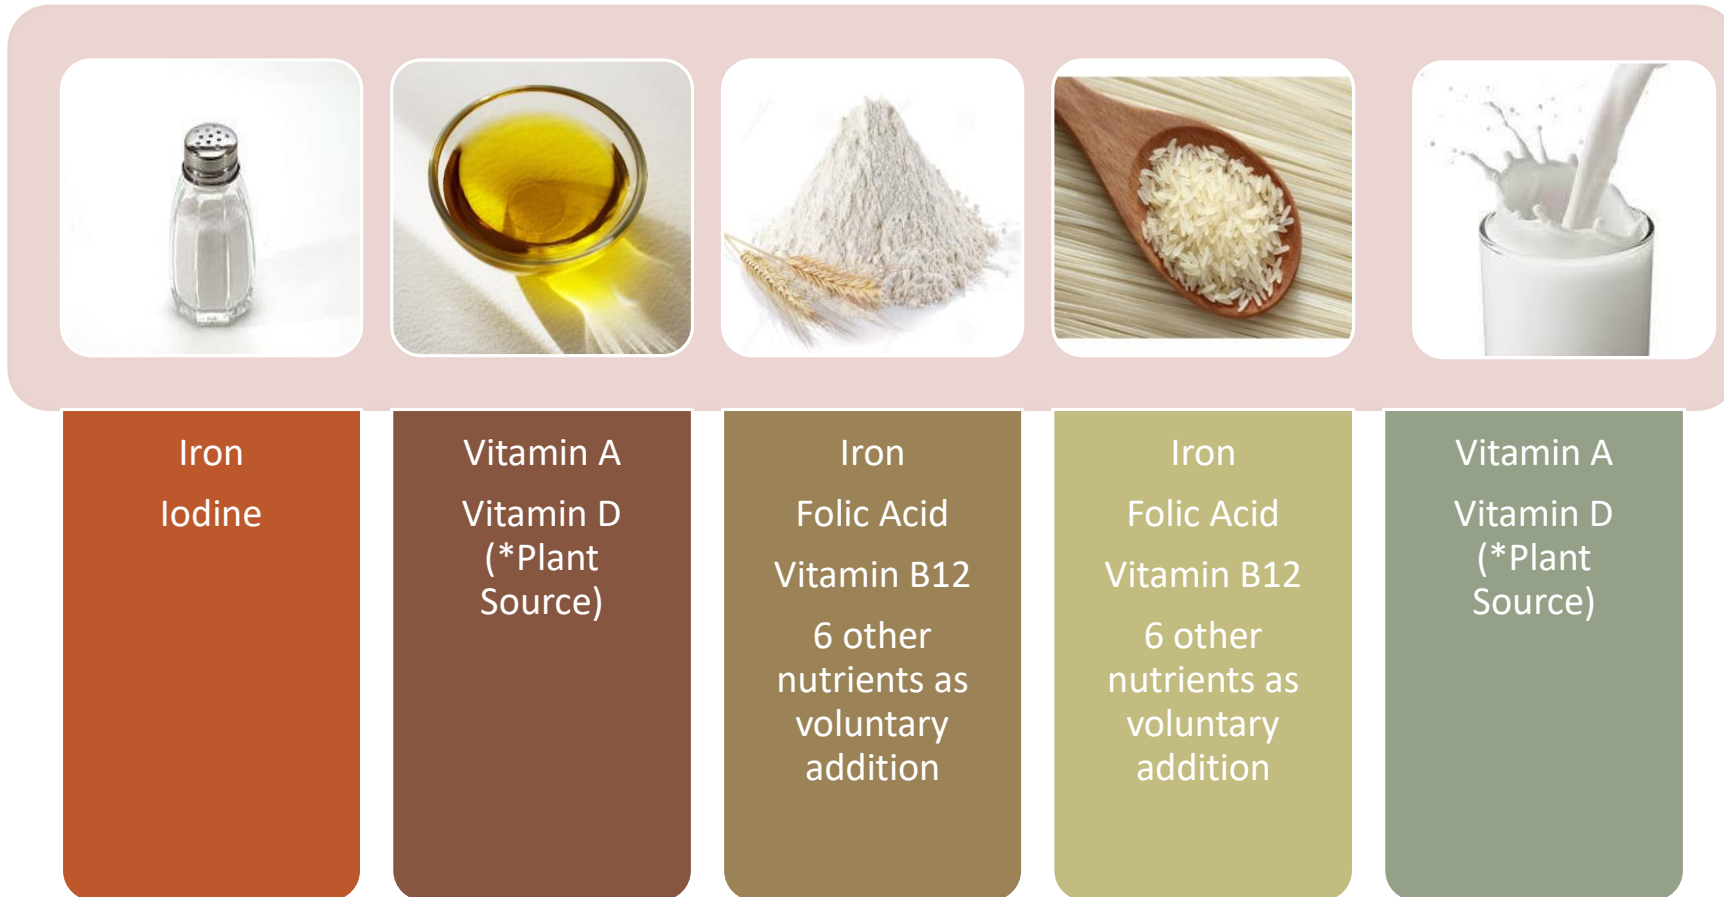 Iron
Iodine
Vitamin A
Vitamin D
(*Plant
Source)
Iron
Folic Acid
Vitamin B12
6 other
nutrients as
voluntary
addition
Iron
Folic Acid
Vitamin B12
6 other
nutrients as
voluntary
addition
Vitamin A
Vitamin D
(*Plant
Source)